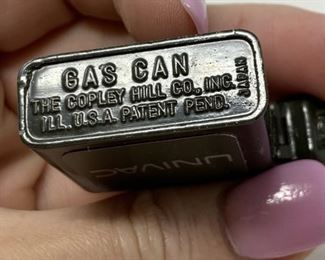 GAS CAN
THE COPLEY HILL CO., INC.
ILL. U.S.A. PATENT PEND.
JAPAN
UNIVAC